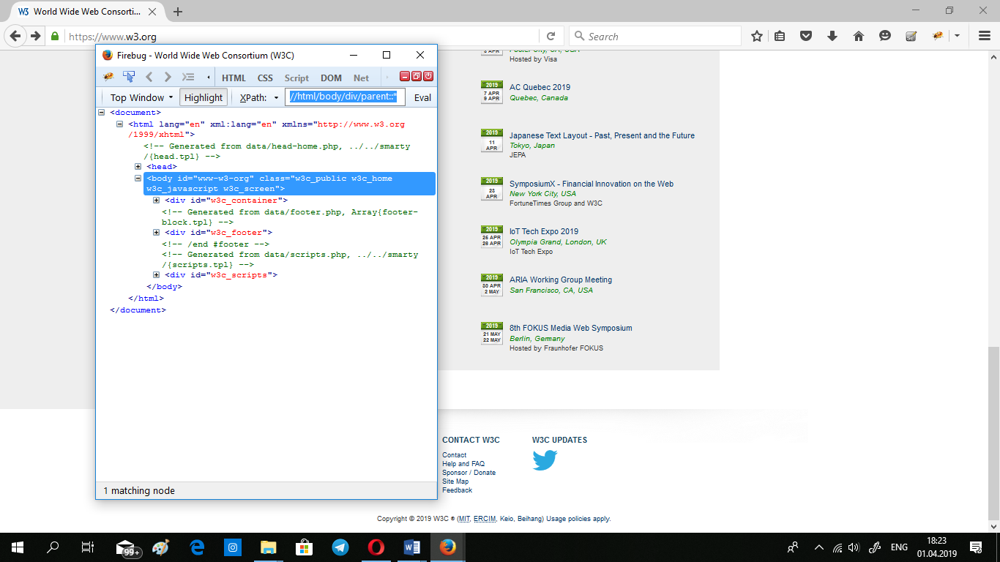 World Wide Web Consorti...
https://www.w3.org
Search
Firebug - World Wide Web Consortium (W3C)
HTML CSS Script DOM Net
Top Window Highlight XPath: //html/body/div/parent::* Eval
<document>
<html lang="en" xml:lang="en" xmlns="http://www.w3.org
/1999/xhtml">
<!-- Generated from data/head-home.php, ../../smarty
/{head.tpl} -->
<head>
<body id="www-w3-org" class="w3c_public w3c_home
w3c_javascript w3c_screen">
<div id="w3c_container">
<!-- Generated from data/footer.php, Array{footer-
block.tpl} -->
<div id="w3c_footer">
<!-- /end #footer -->
<!-- Generated from data/scripts.php, ../../smarty
/{scripts.tpl} -->
<div id="w3c_scripts">
</body>
</html>
</document>
1 matching node
2 APR
Hosted by Visa
2019
7 APR
9 APR
AC Quebec 2019
Quebec, Canada
2019
11
APR
Japanese Text Layout - Past, Present and the Future
Tokyo, Japan
JEPA
2019
23
APR
SymposiumX - Financial Innovation on the Web
New York City, USA
FortuneTimes Group and W3C
2019
25 APR
26 APR
IoT Tech Expo 2019
Olympia Grand, London, UK
IoT Tech Expo
2019
30 APR
2 MAY
ARIA Working Group Meeting
San Francisco, CA, USA
2019
21 MAY
22 MAY
8th FOKUS Media Web Symposium
Berlin, Germany
Hosted by Fraunhofer FOKUS
CONTACT W3C
Contact
Help and FAQ
Sponsor / Donate
Site Map
Feedback
W3C UPDATES
Copyright © 2019 W3C ® (MIT, ERCIM, Keio, Beihang) Usage policies apply.
99+
ENG
18:23
01.04.2019